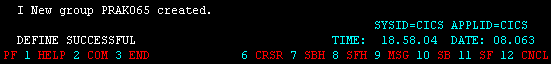 I New group PRAK065 created.
SYSID=CICS APPLID=CICS
DEFINE SUCCESSFUL TIME: 18.58.04 DATE: 08.063
PF 1 HELP 2 COM 3 END 6 CRSR 7 SBH 8 SFH 9 MSG 10 SB 11 SF 12 CNCL